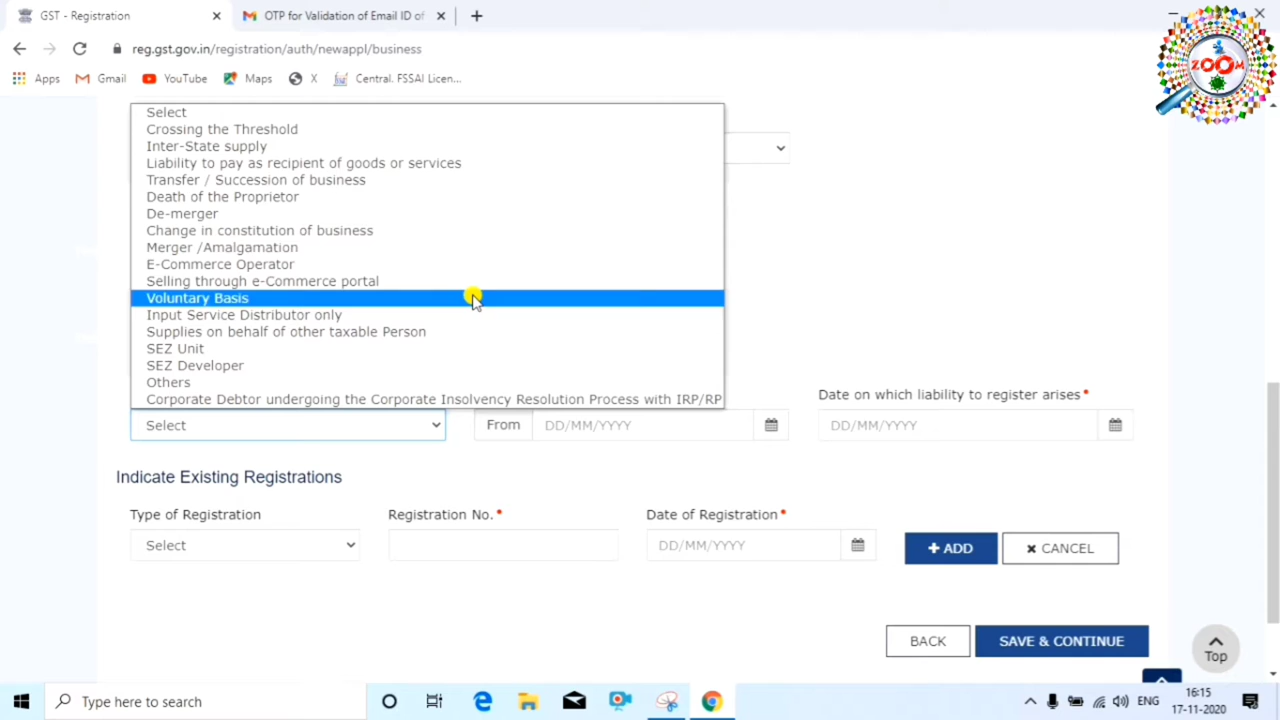 GST - Registration
OTP for Validation of Email ID of
reg.gst.gov.in/registration/auth/newappl/business
Apps Gmail YouTube Maps X Central. FSSAI Licen...
ZOOM
Select
Crossing the Threshold
Inter-State supply
Liability to pay as recipient of goods or services
Transfer / Succession of business
Death of the Proprietor
De-merger
Change in constitution of business
Merger /Amalgamation
E-Commerce Operator
Selling through e-Commerce portal
Voluntary Basis
Input Service Distributor only
Supplies on behalf of other taxable Person
SEZ Unit
SEZ Developer
Others
Corporate Debtor undergoing the Corporate Insolvency Resolution Process with IRP/RP
Date on which liability to register arises*
Select From DD/MM/YYYY DD/MM/YYYY
Indicate Existing Registrations
Type of Registration Registration No.* Date of Registration*
Select DD/MM/YYYY + ADD × CANCEL
BACK SAVE & CONTINUE
Top
Type here to search
ENG
16:15
17-11-2020